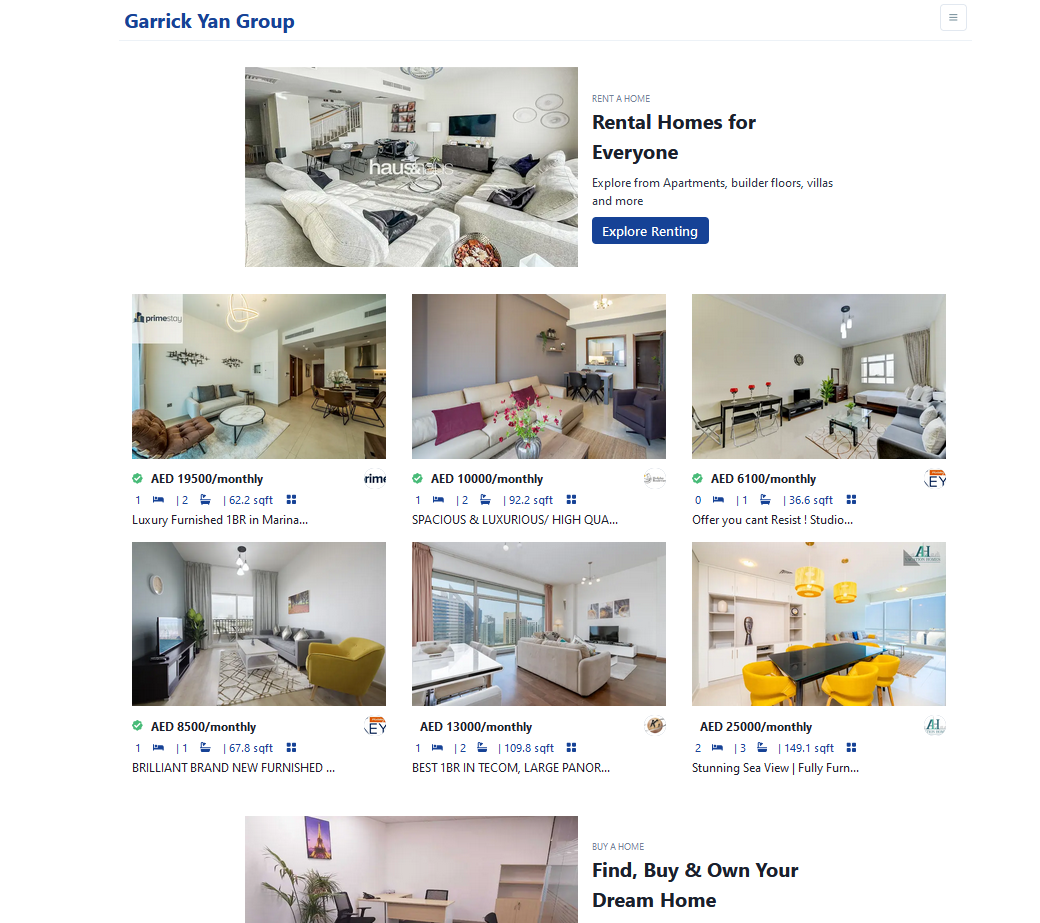 Garrick Yan Group
RENT A HOME
Rental Homes for
Everyone
Explore from Apartments, builder floors, villas
and more
Explore Renting
primestay
AED 19500/monthly
1 | 2 | 62.2 sqft
Luxury Furnished 1BR in Marina...
AED 10000/monthly
1 | 2 | 92.2 sqft
SPACIOUS & LUXURIOUS/ HIGH QUA...
AED 6100/monthly
EY
0 | 1 | 36.6 sqft
Offer you cant Resist ! Studio...
AED 8500/monthly
EY
1 | 1 | 67.8 sqft
BRILLIANT BRAND NEW FURNISHED ...
AED 13000/monthly
1 | 2 | 109.8 sqft
BEST 1BR IN TECOM, LARGE PANOR...
AH
AED 25000/monthly
AH
2 | 3 | 149.1 sqft
Stunning Sea View | Fully Furn...
BUY A HOME
Find, Buy & Own Your
Dream Home